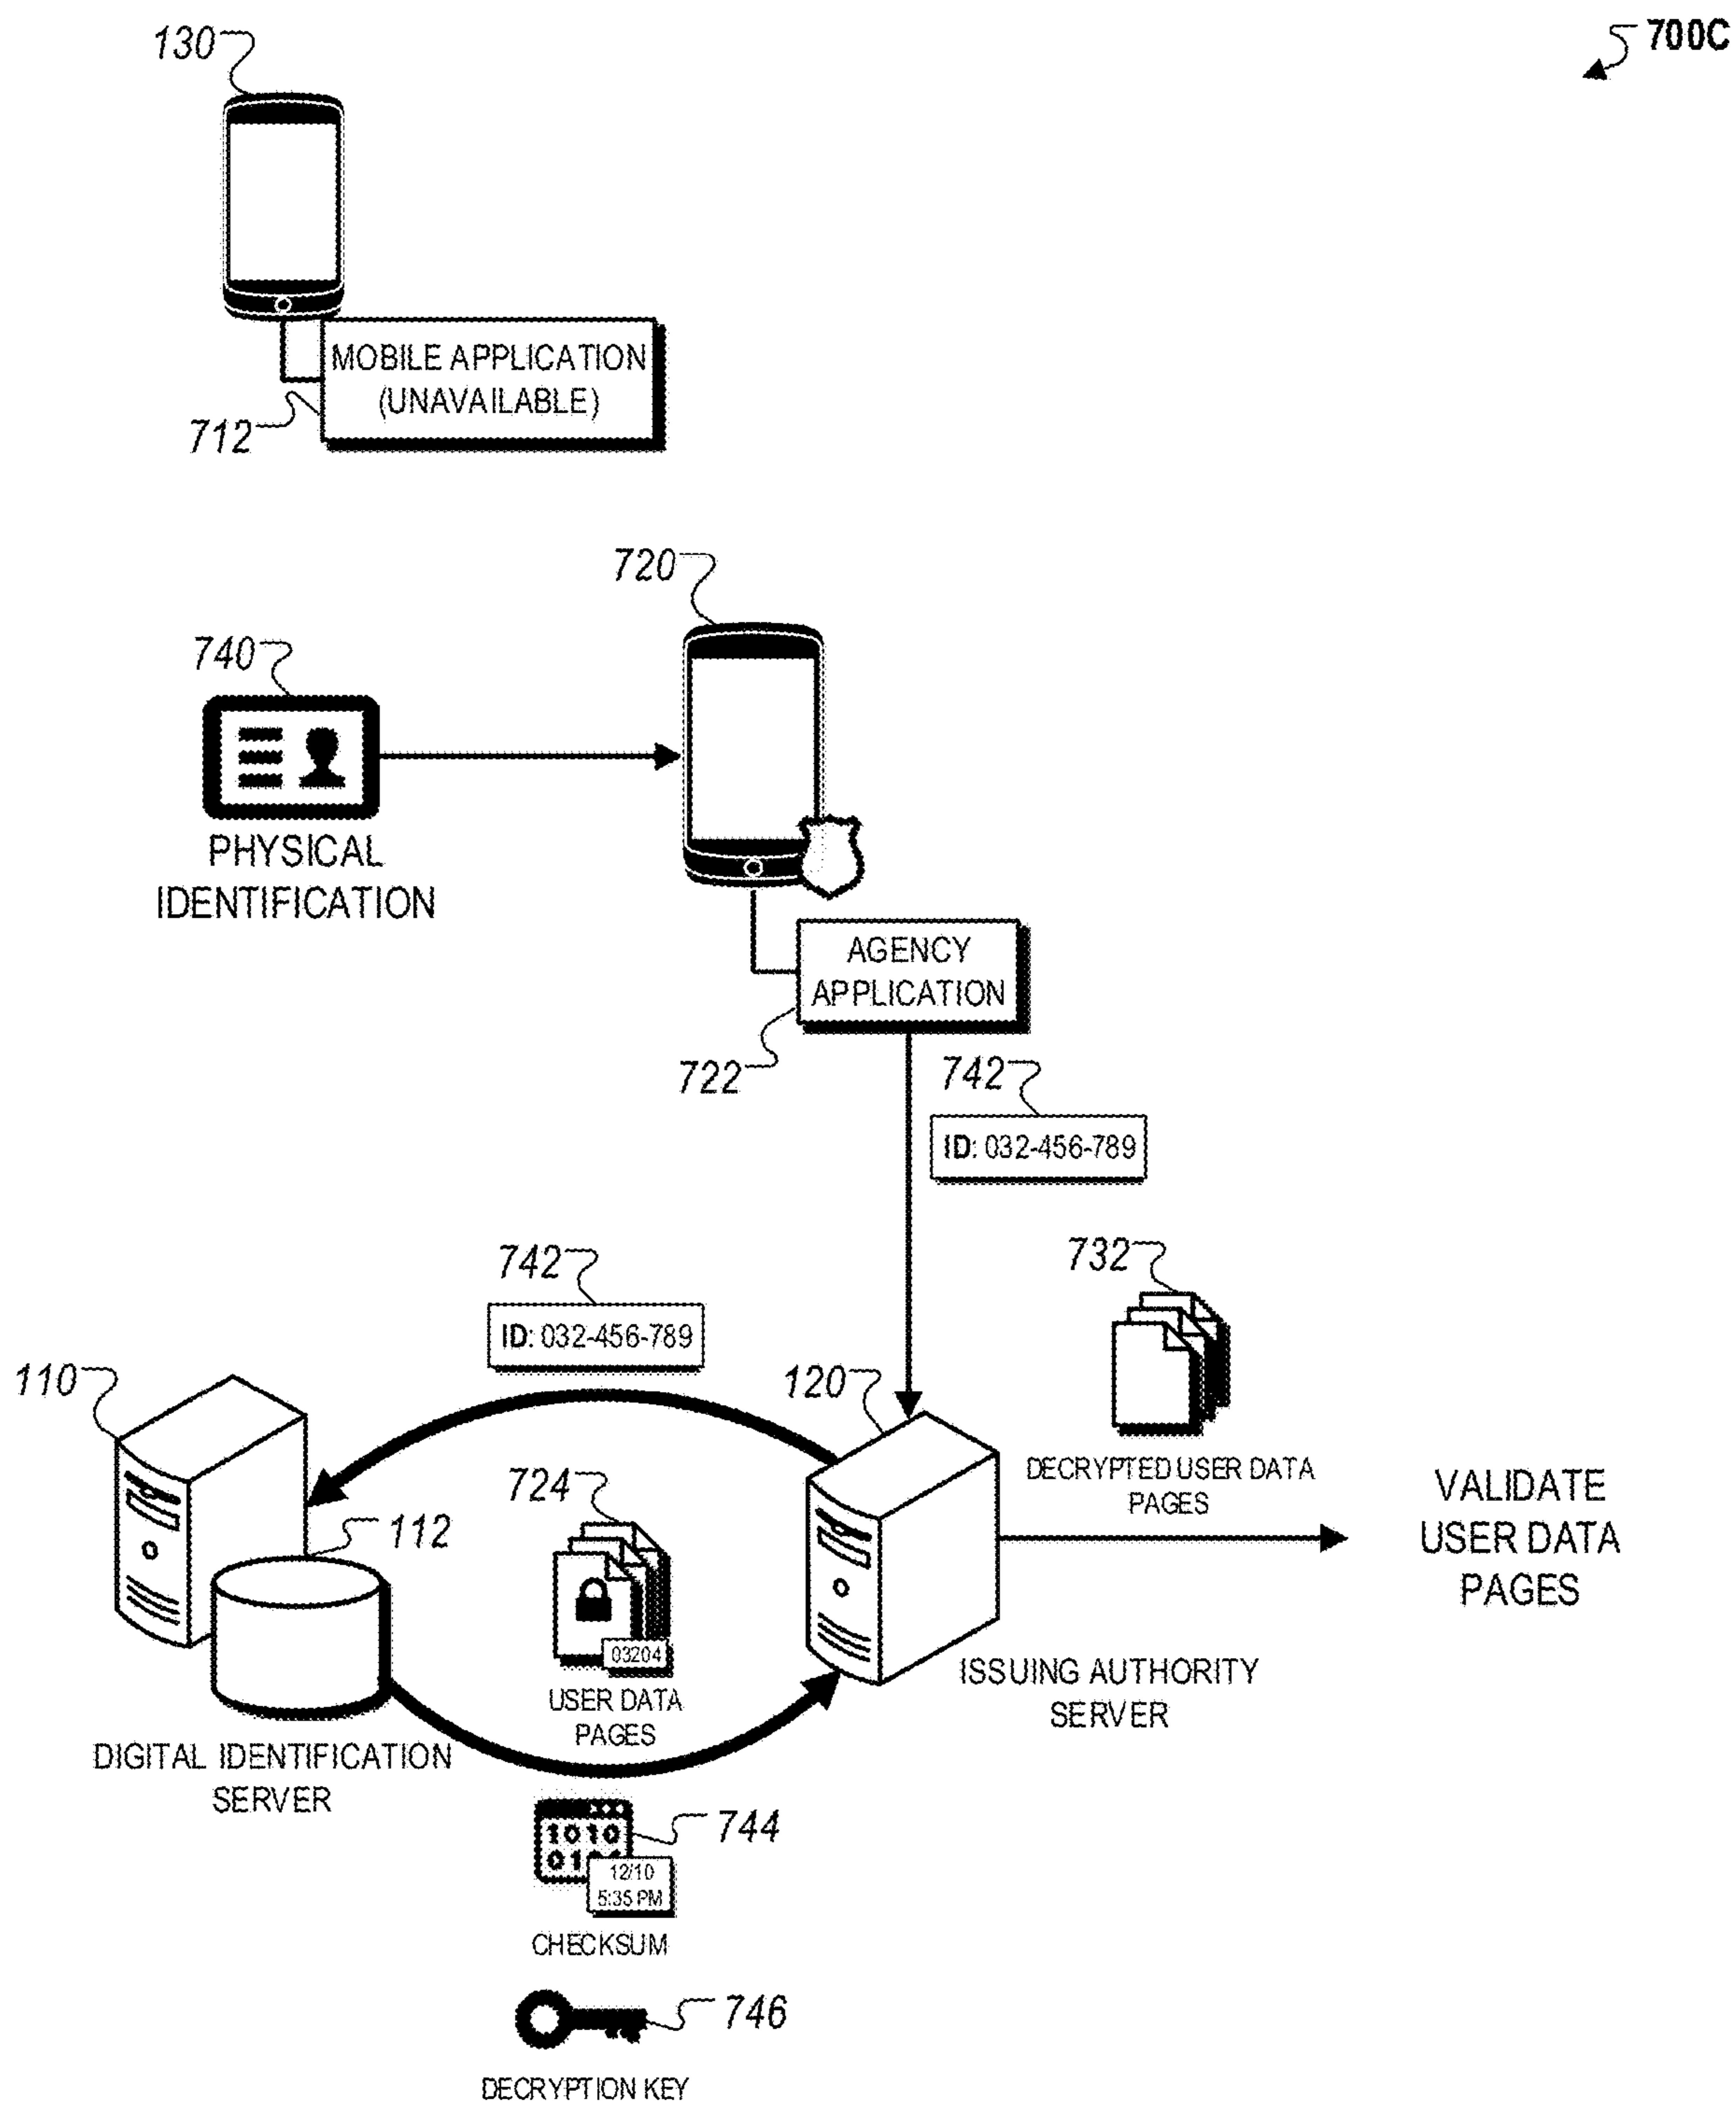 130
700C
MOBILE APPLICATION
(UNAVAILABLE)
712
720
740
PHYSICAL
IDENTIFICATION
AGENCY
APPLICATION
722
742
ID: 032-456-789
732
742
ID: 032-456-789
110
120
DECRYPTED USER DATA
PAGES
VALIDATE
USER DATA
PAGES
724
112
03204
USER DATA
PAGES
ISSUING AUTHORITY
SERVER
DIGITAL IDENTIFICATION
SERVER
1010
744
12/10
5:35 PM
CHECKSUM
746
DECRYPTION KEY